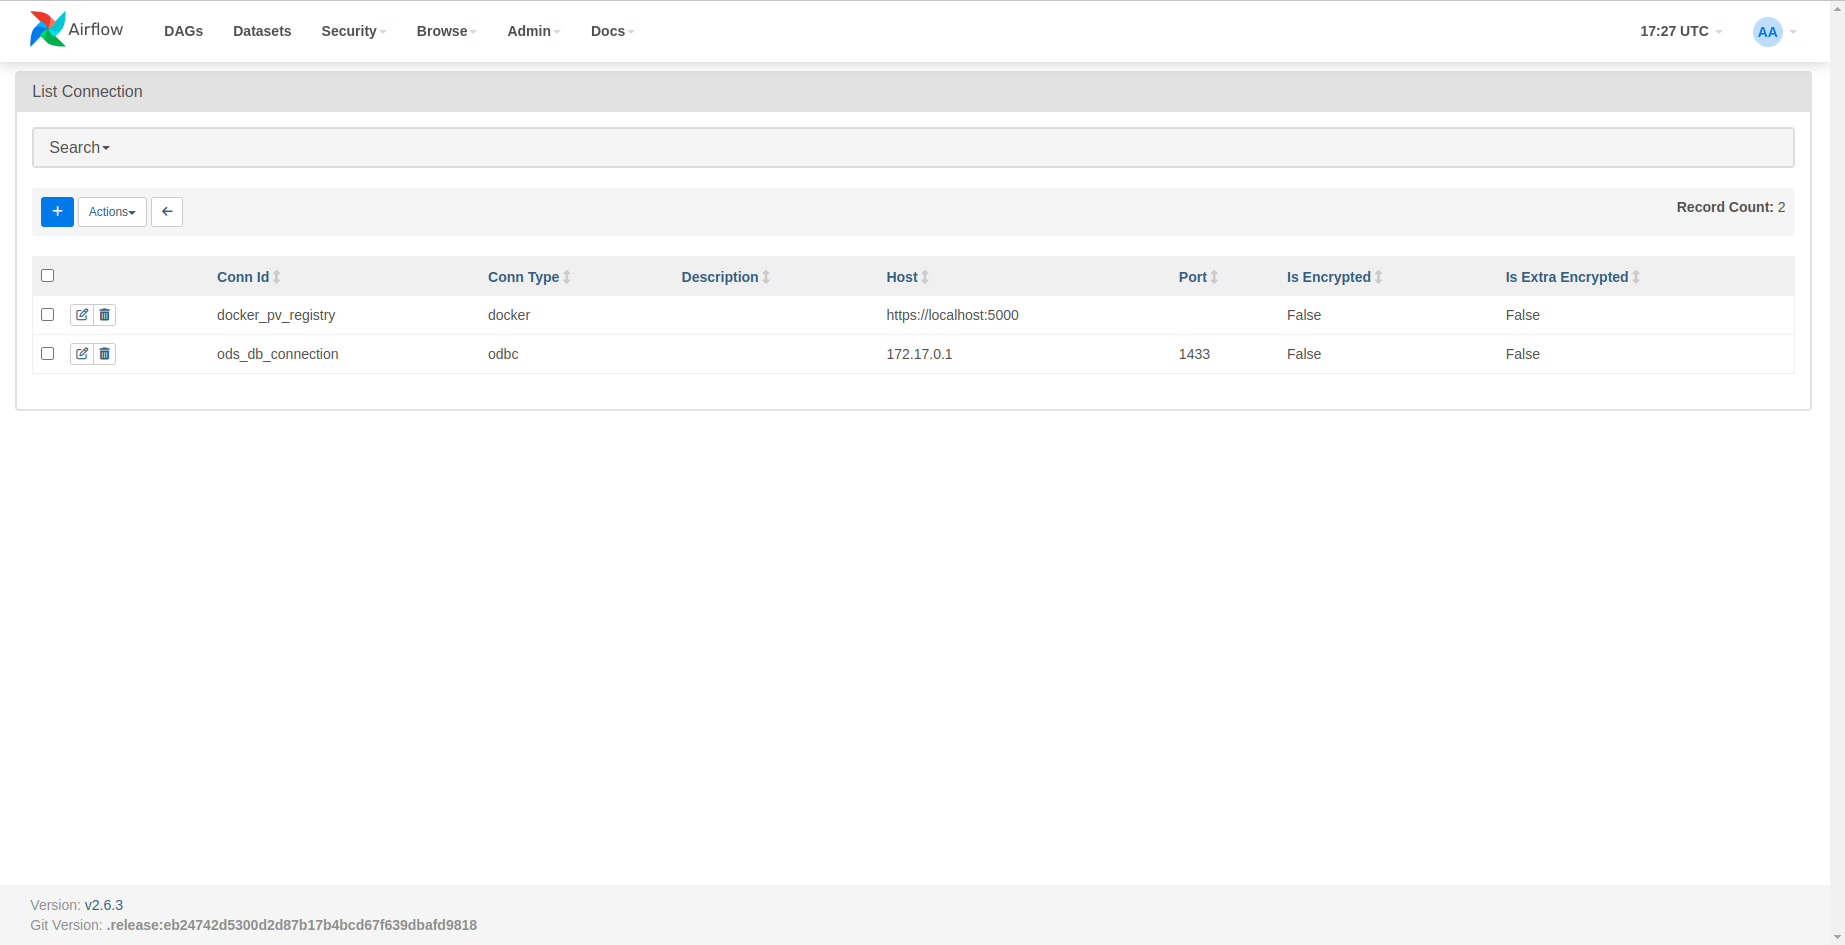 Airflow DAGs Datasets Security Browse Admin Docs 17:27 UTC AA
List Connection
Search
+ Actions Record Count: 2
Conn Id Conn Type Description Host Port Is Encrypted Is Extra Encrypted
docker_pv_registry docker https://localhost:5000 False False
ods_db_connection odbc 172.17.0.1 1433 False False
Version: v2.6.3
Git Version: .release:eb24742d5300d2d87b17b4bcd67f639dbafd9818